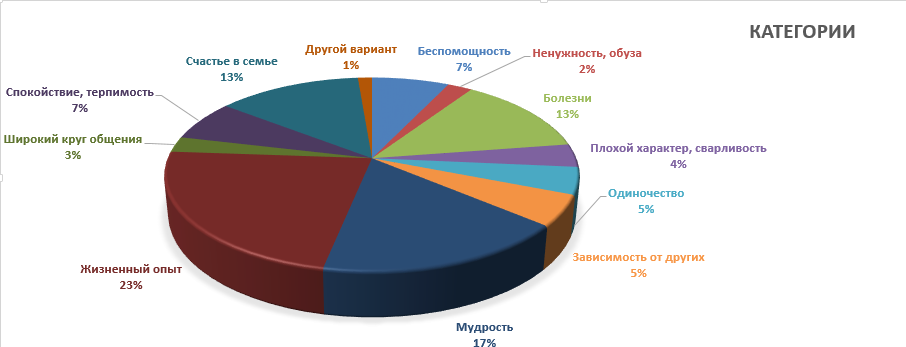 КАТЕГОРИИ
Другой вариант
1%
Беспомощность
7%
Ненужность, обуза
2%
Болезни
13%
Плохой характер, сварливость
4%
Одиночество
5%
Зависимость от других
5%
Мудрость
17%
Жизненный опыт
23%
Широкий круг общения
3%
Спокойствие, терпимость
7%
Счастье в семье
13%